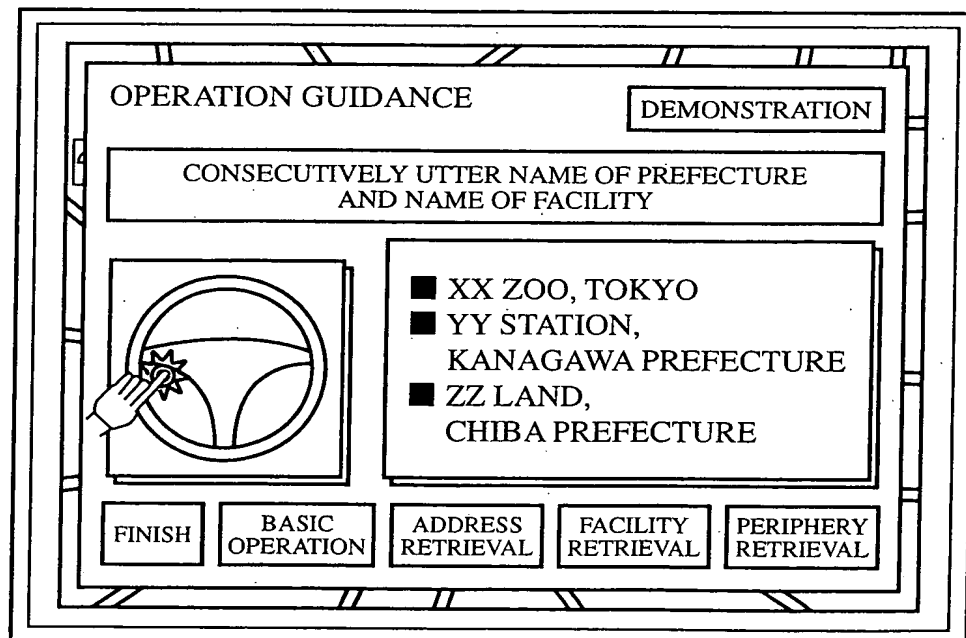 OPERATION GUIDANCE
DEMONSTRATION
CONSECUTIVELY UTTER NAME OF PREFECTURE
AND NAME OF FACILITY
■ XX ZOO, TOKYO
■ YY STATION,
KANAGAWA PREFECTURE
■ ZZ LAND,
CHIBA PREFECTURE
FINISH
BASIC
OPERATION
ADDRESS
RETRIEVAL
FACILITY
RETRIEVAL
PERIPHERY
RETRIEVAL